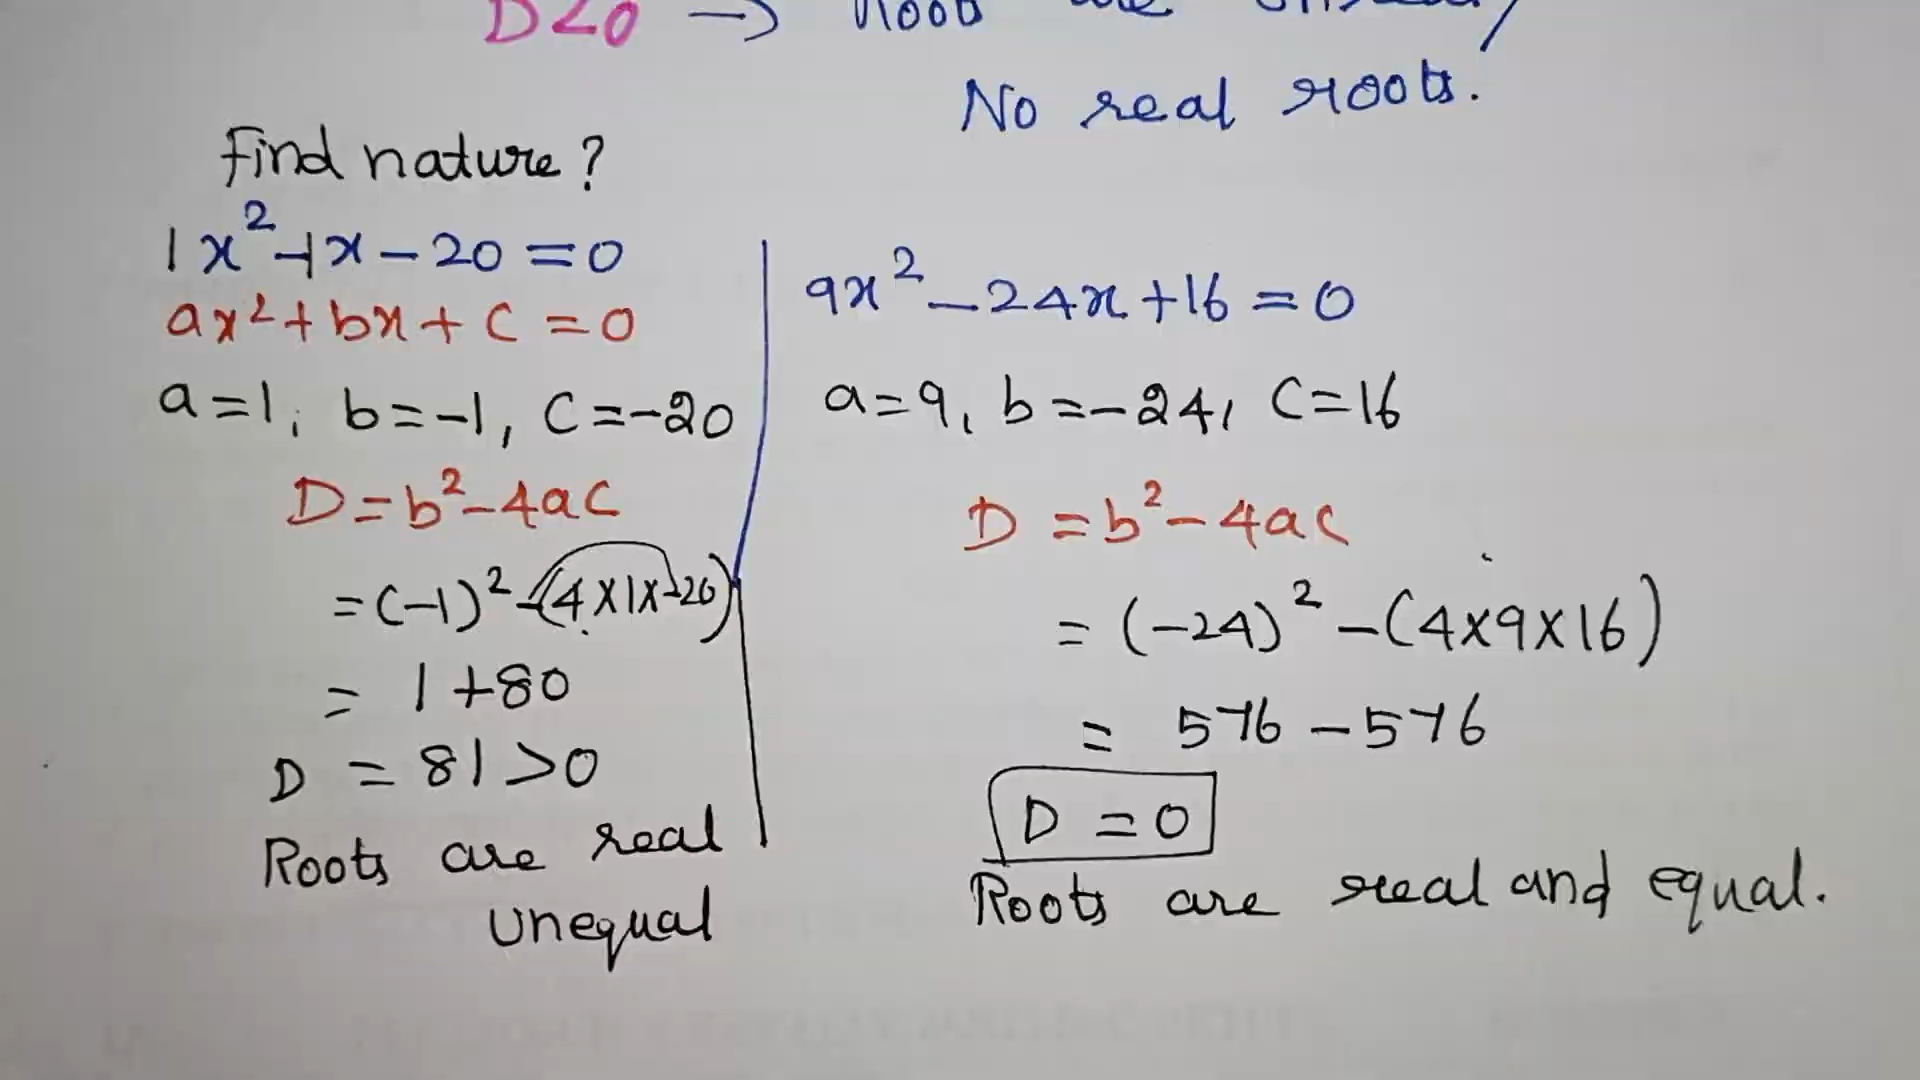 D<0 →
No real roots.
Find nature?
1x²-1x-20=0
ax²+bx+c=0
a=1, b=-1, c=-20
D=b²-4ac
=(-1)²-(4×1×-20)
= 1+80
D = 81>0
Roots are real
unequal
9x²-24x+16=0
a=9, b=-24, c=16
D=b²-4ac
= (-24)²-(4×9×16)
= 576-576
D=0
Roots are real and equal.